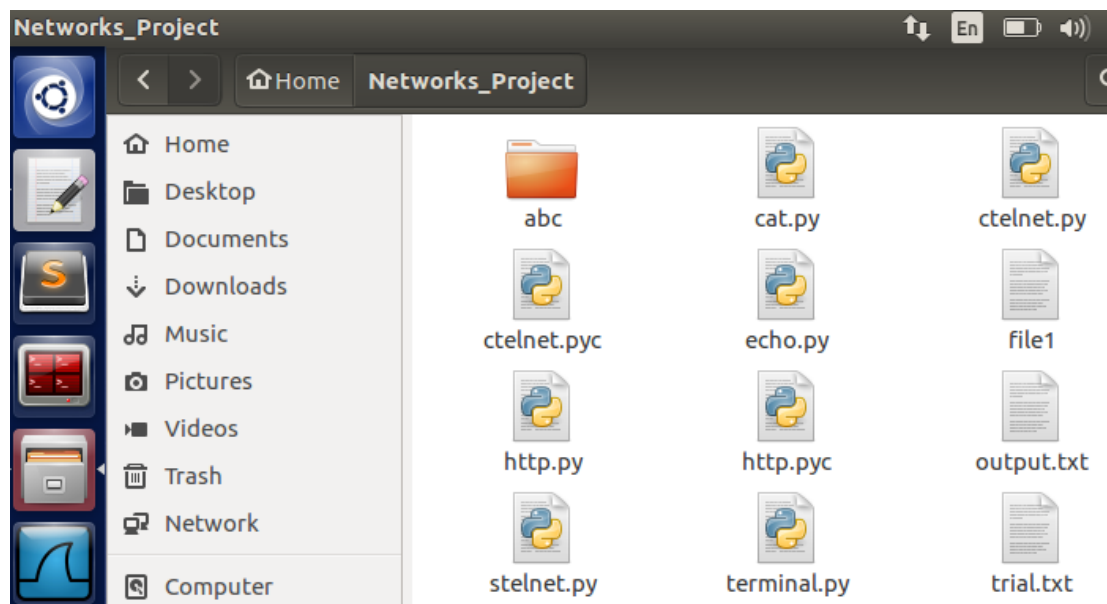 Networks_Project
En
Home
Networks_Project
Home
Desktop
Documents
Downloads
Music
Pictures
Videos
Trash
Network
Computer
abc
cat.py
ctelnet.py
ctelnet.pyc
echo.py
file1
http.py
http.pyc
output.txt
stelnet.py
terminal.py
trial.txt